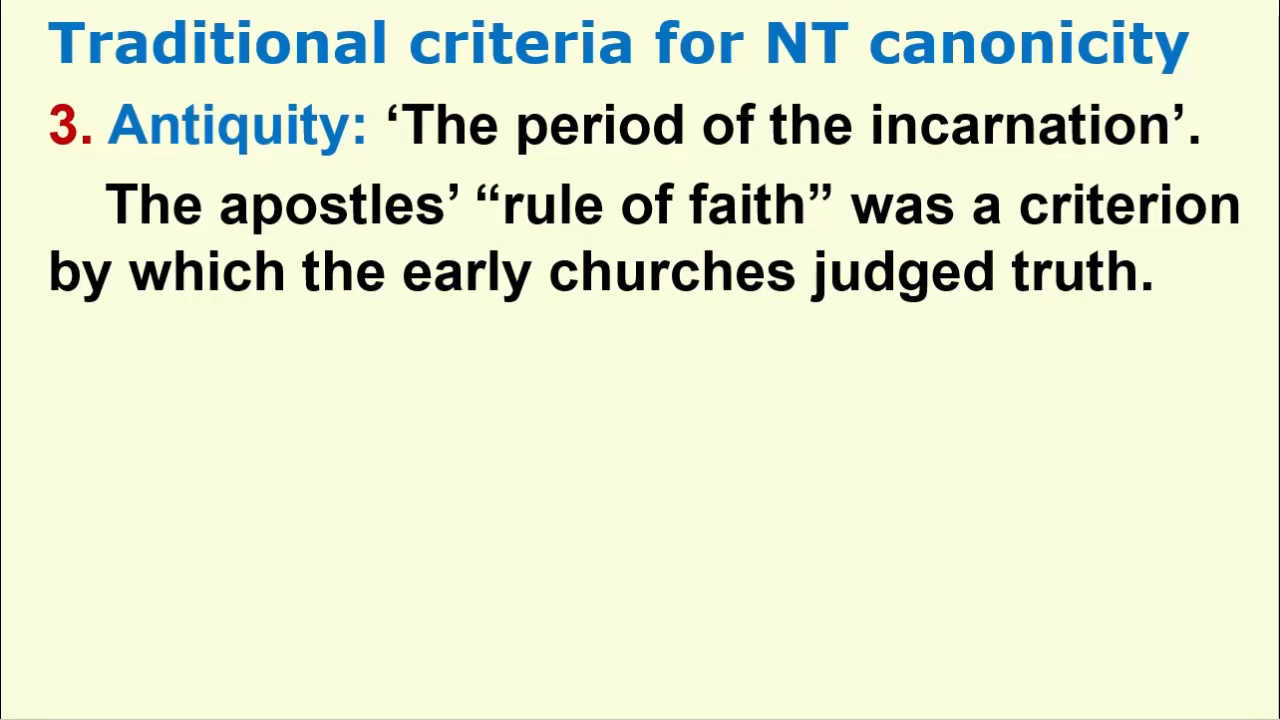 Traditional criteria for NT canonicity
3. Antiquity: ‘The period of the incarnation’.
The apostles’ “rule of faith” was a criterion
by which the early churches judged truth.